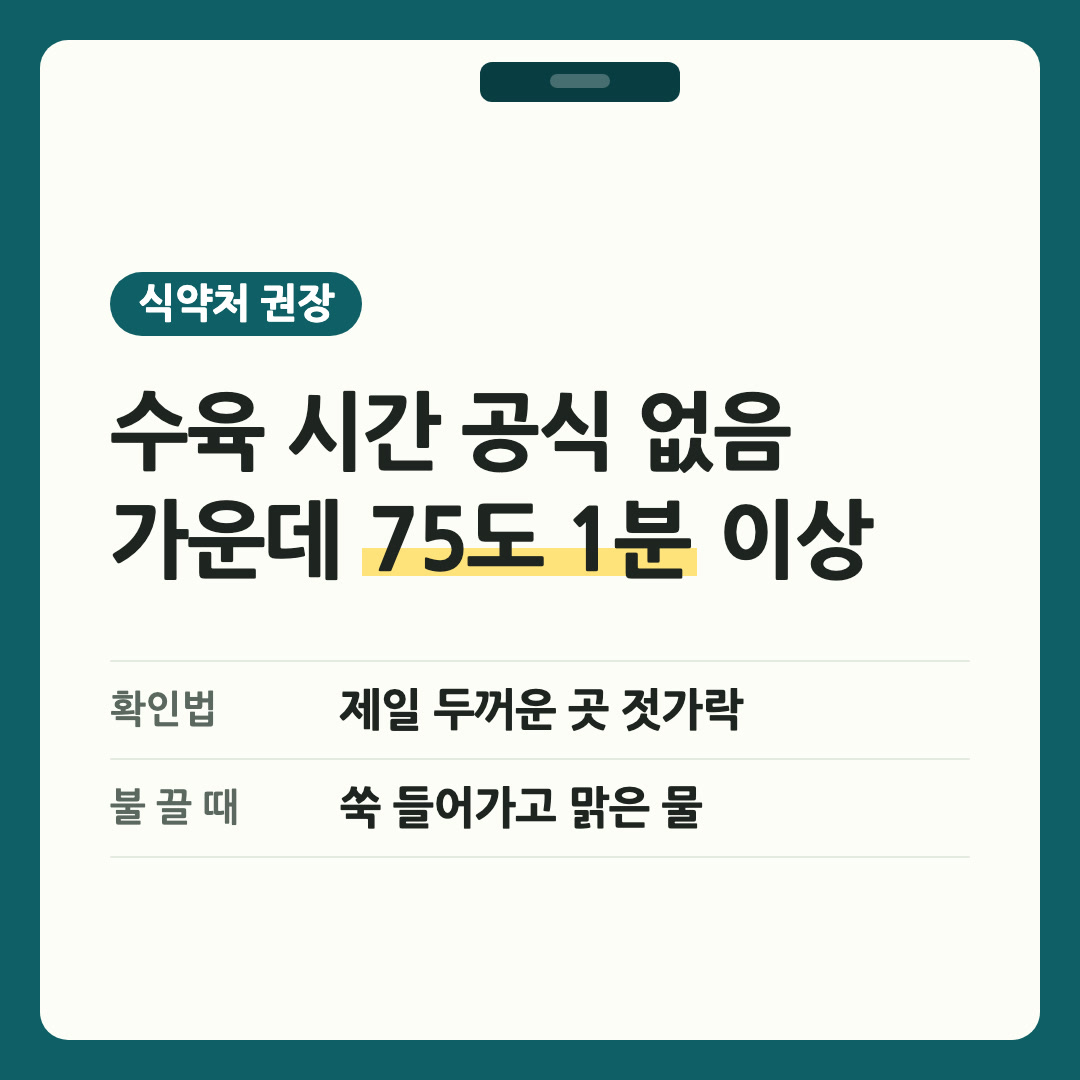 식약처 권장
수육 시간 공식 없음
가운데 75도 1분 이상
확인법 제일 두꺼운 곳 젓가락
불 끌 때 쑥 들어가고 맑은 물